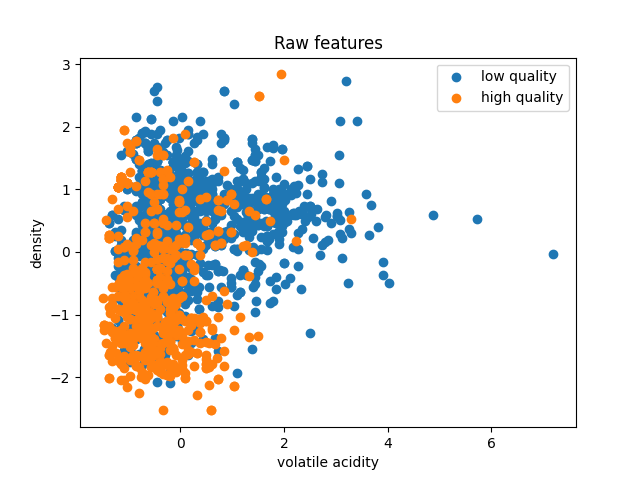 Raw features
low quality
high quality
density
3
2
1
0
−1
−2
0
2
4
6
volatile acidity